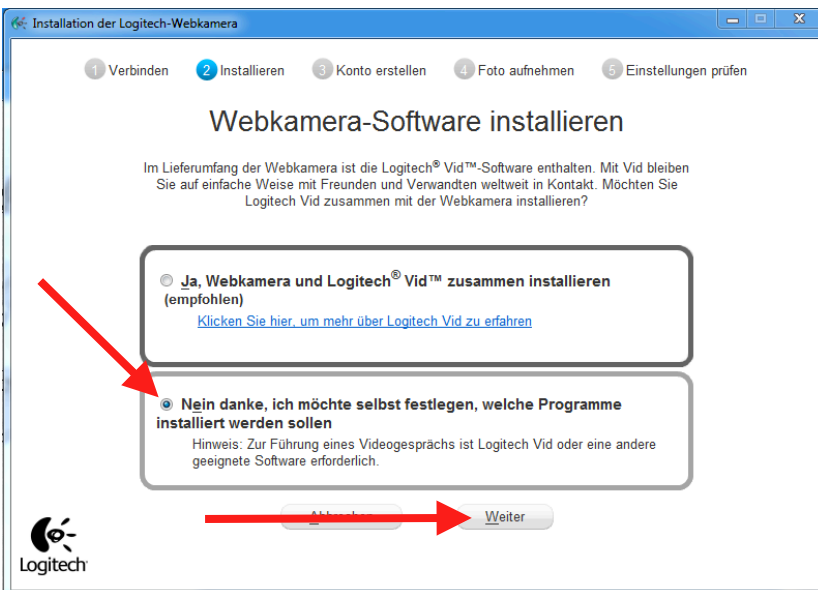 Installation der Logitech-Webkamera
1 Verbinden 2 Installieren 3 Konto erstellen 4 Foto aufnehmen 5 Einstellungen prüfen
Webkamera-Software installieren
Im Lieferumfang der Webkamera ist die Logitech® Vid™-Software enthalten. Mit Vid bleiben
Sie auf einfache Weise mit Freunden und Verwandten weltweit in Kontakt. Möchten Sie
Logitech Vid zusammen mit der Webkamera installieren?
Ja, Webkamera und Logitech® Vid™ zusammen installieren
(empfohlen)
Klicken Sie hier, um mehr über Logitech Vid zu erfahren
Nein danke, ich möchte selbst festlegen, welche Programme
installiert werden sollen
Hinweis: Zur Führung eines Videogesprächs ist Logitech Vid oder eine andere
geeignete Software erforderlich.
Weiter
Logitech